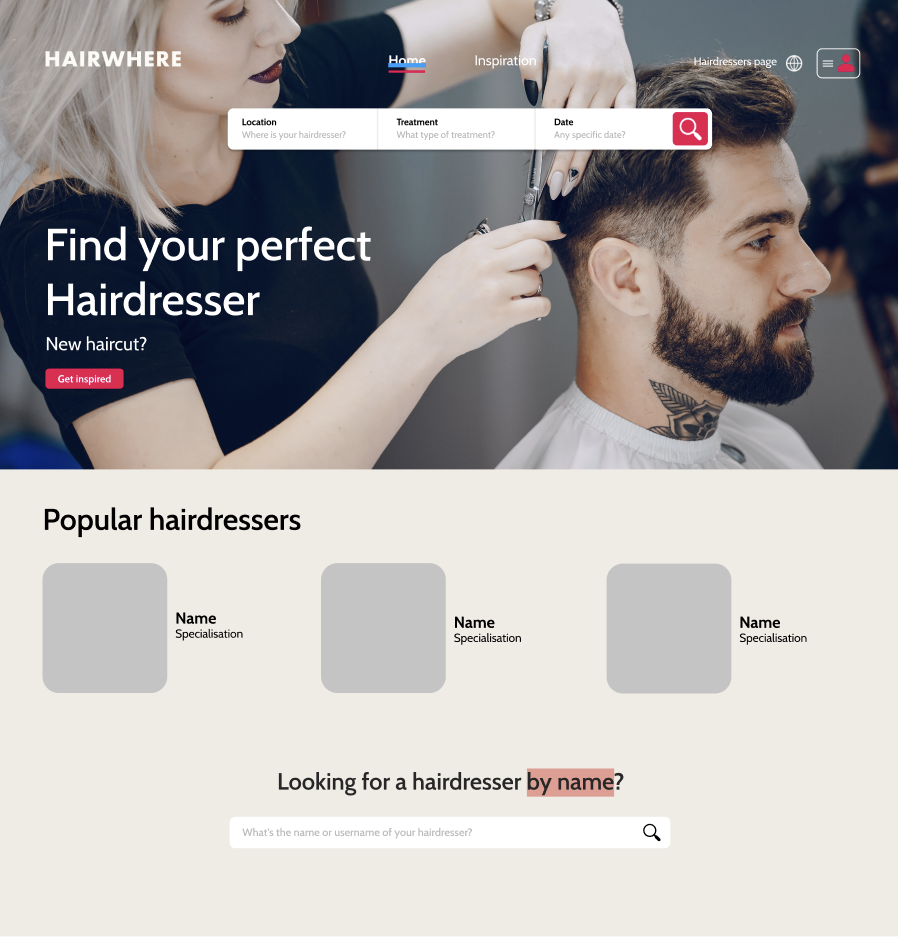 HAIRWHERE
Home
Inspiration
Hairdressers page
Location
Where is your hairdresser?
Treatment
What type of treatment?
Date
Any specific date?
Find your perfect
Hairdresser
New haircut?
Get inspired
Popular hairdressers
Name
Specialisation
Name
Specialisation
Name
Specialisation
Looking for a hairdresser by name?
What's the name or username of your hairdresser?